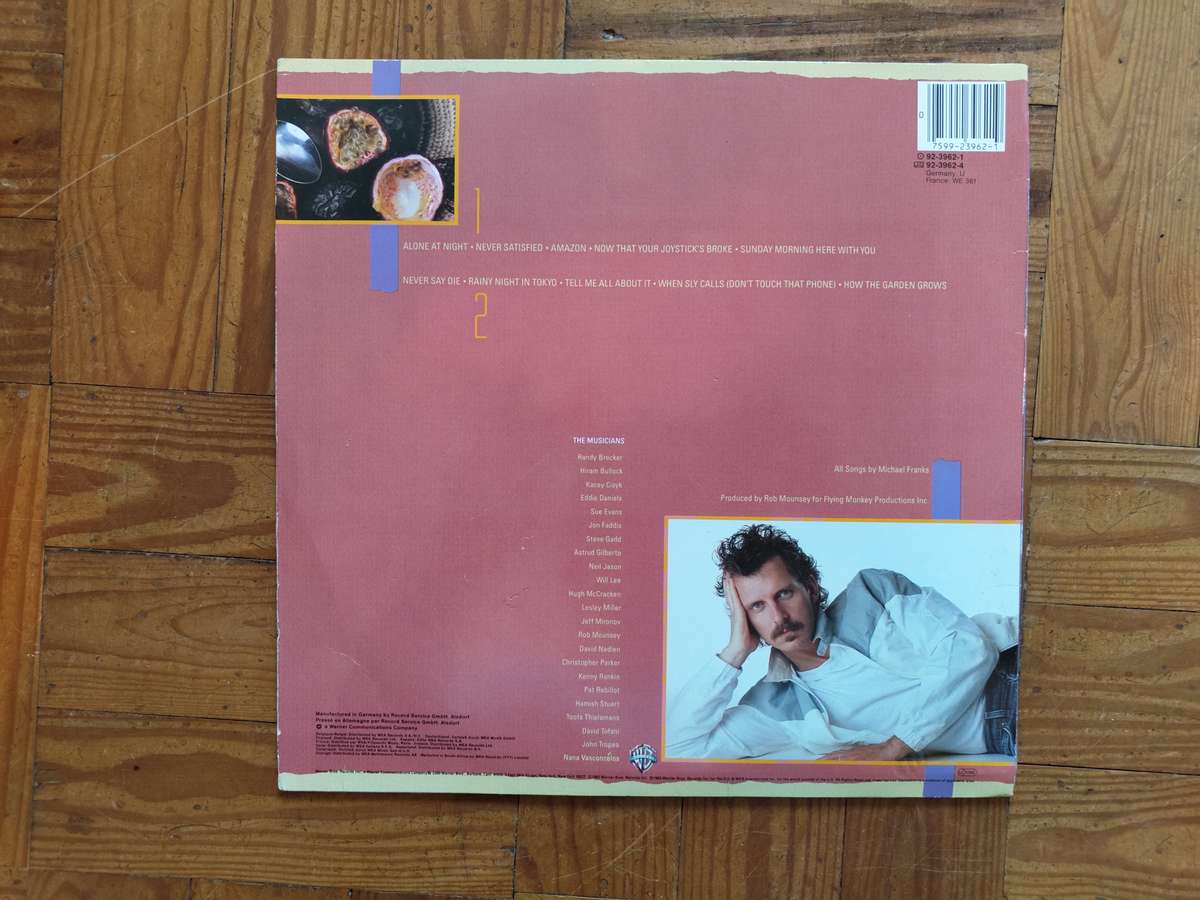 0
7599-23962-1
92-3962-1
92-3962-4
Germany: U
France: WE 361
1
ALONE AT NIGHT • NEVER SATISFIED • AMAZON • NOW THAT YOUR JOYSTICK'S BROKE • SUNDAY MORNING HERE WITH YOU
NEVER SAY DIE • RAINY NIGHT IN TOKYO • TELL ME ALL ABOUT IT • WHEN SLY CALLS (DON'T TOUCH THAT PHONE) • HOW THE GARDEN GROWS
2
THE MUSICIANS
Randy Brecker
Hiram Bullock
Kacey Cisyk
Eddie Daniels
Sue Evans
Jon Faddis
Steve Gadd
Astrud Gilberto
Neil Jason
Will Lee
Hugh McCracken
Lesley Miller
Jeff Mironov
Rob Mounsey
David Nadien
Christopher Parker
Kenny Rankin
Pat Rebillot
Hamish Stuart
Toots Thielemans
David Tofani
John Tropea
Nana Vasconcelos
All Songs by Michael Franks
Produced by Rob Mounsey for Flying Monkey Productions Inc.
Manufactured in Germany by Record Service GmbH, Alsdorf
Pressé en Allemagne par Record Service GmbH, Alsdorf
a Warner Communications Company